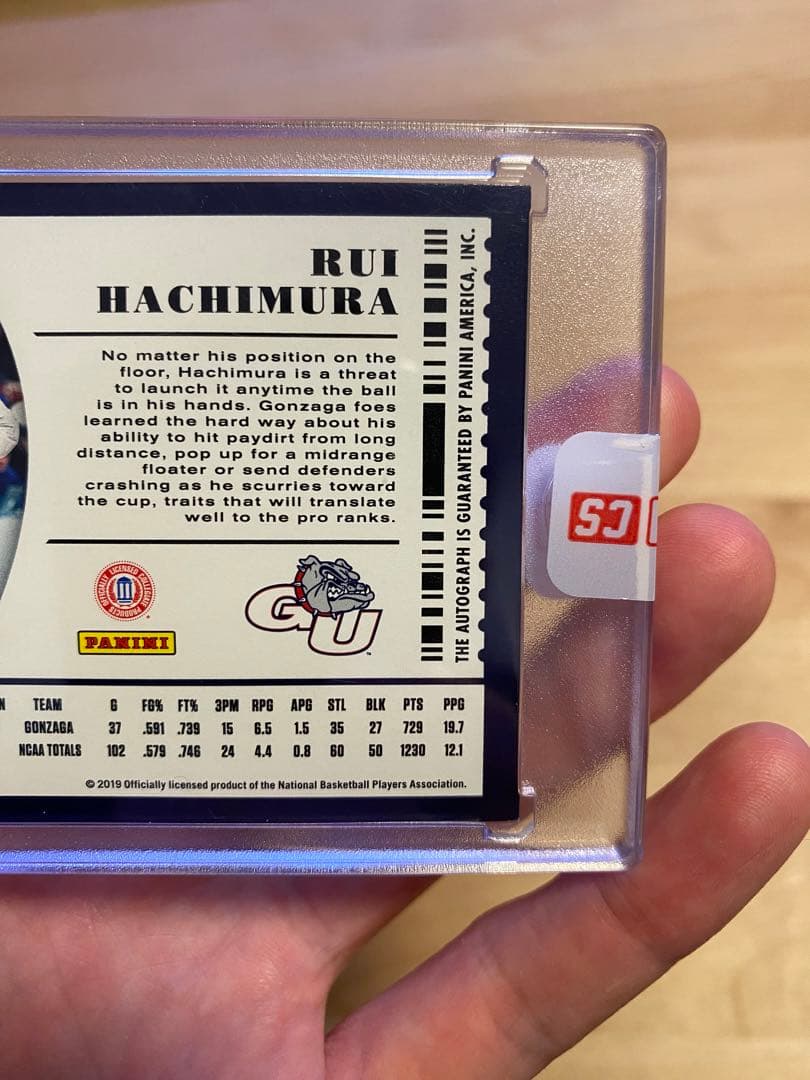 RUI
HACHIMURA
No matter his position on the
floor, Hachimura is a threat
to launch it anytime the ball
is in his hands. Gonzaga foes
learned the hard way about his
ability to hit paydirt from long
distance, pop up for a midrange
floater or send defenders
crashing as he scurries toward
the cup, traits that will translate
well to the pro ranks.
THE AUTOGRAPH IS GUARANTEED BY PANINI AMERICA, INC.
OFFICIALLY LICENSED COLLEGIATE PRODUCTS
PANINI
GU
TEAM G FG% FT% 3PM RPG APG STL BLK PTS PPG
GONZAGA 37 .591 .739 15 6.5 1.5 35 27 729 19.7
NCAA TOTALS 102 .579 .746 24 4.4 0.8 60 50 1230 12.1
© 2019 Officially licensed product of the National Basketball Players Association.